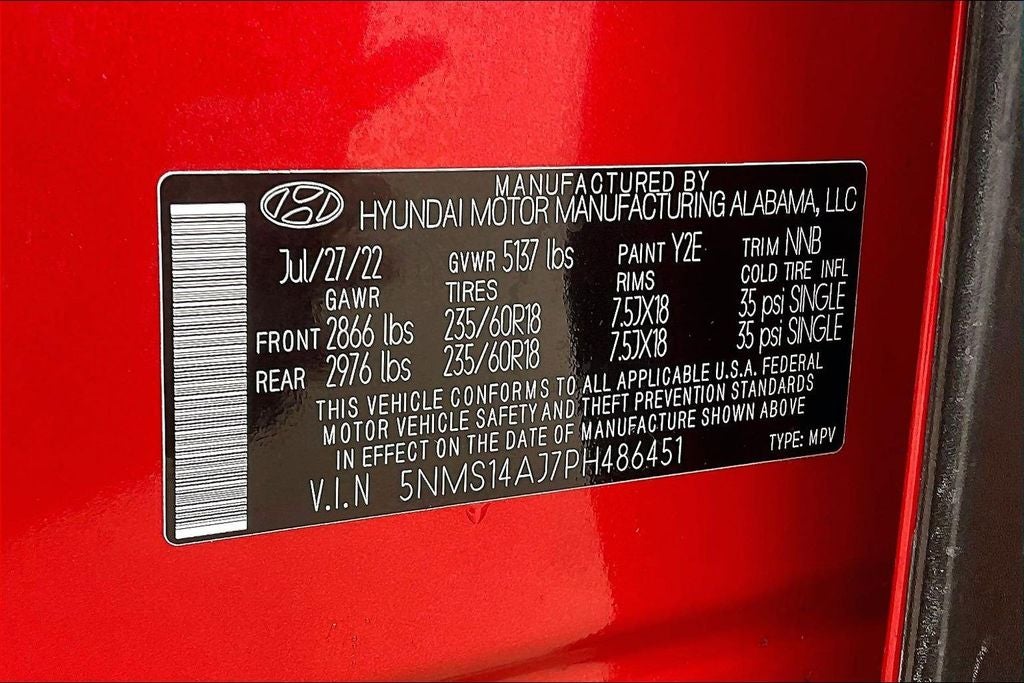 MANUFACTURED BY
HYUNDAI MOTOR MANUFACTURING ALABAMA, LLC
Jul/27/22 GVWR 5137 lbs PAINT Y2E TRIM NNB
GAWR TIRES RIMS COLD TIRE INFL
FRONT 2866 lbs 235/60R18 7.5JX18 35 psi SINGLE
REAR 2976 lbs 235/60R18 7.5JX18 35 psi SINGLE
THIS VEHICLE CONFORMS TO ALL APPLICABLE U.S.A. FEDERAL
MOTOR VEHICLE SAFETY AND THEFT PREVENTION STANDARDS
IN EFFECT ON THE DATE OF MANUFACTURE SHOWN ABOVE
V.I.N 5NMS14AJ7PH486451 TYPE: MPV